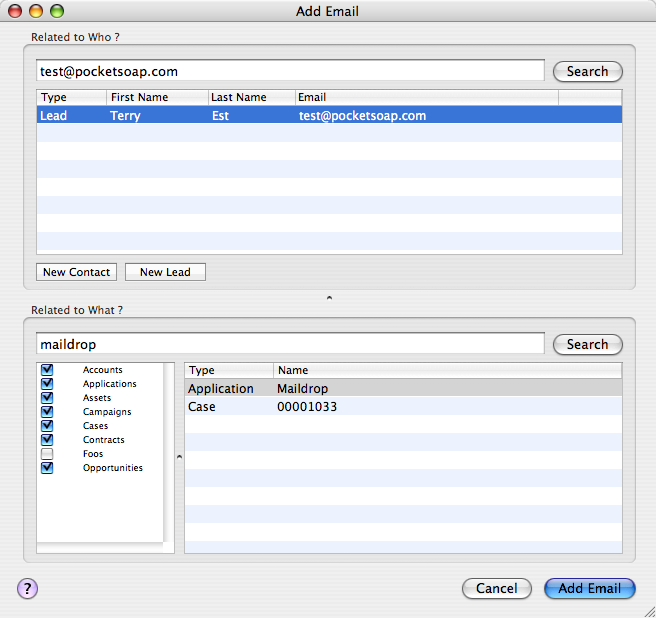 Add Email
Related to Who ?
test@pocketsoap.com Search
Type First Name Last Name Email
Lead Terry Est test@pocketsoap.com
New Contact New Lead
Related to What ?
maildrop Search
Accounts
Applications
Assets
Campaigns
Cases
Contracts
Foos
Opportunities
Type Name
Application Maildrop
Case 00001033
? Cancel Add Email